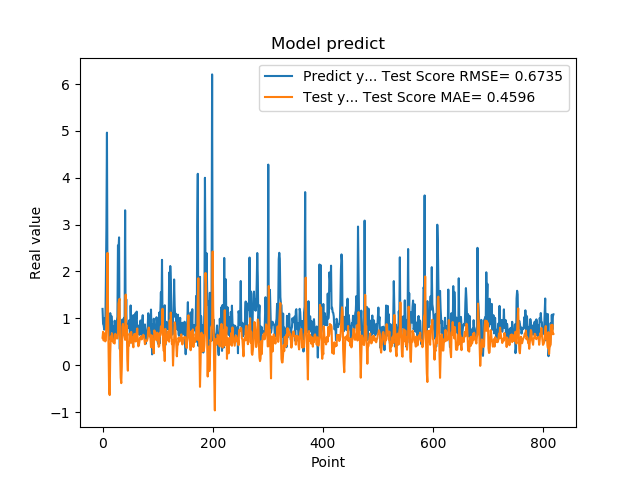 Model predict
Predict y... Test Score RMSE= 0.6735
Test y... Test Score MAE= 0.4596
Real value
6
5
4
3
2
1
0
−1
0 200 400 600 800
Point